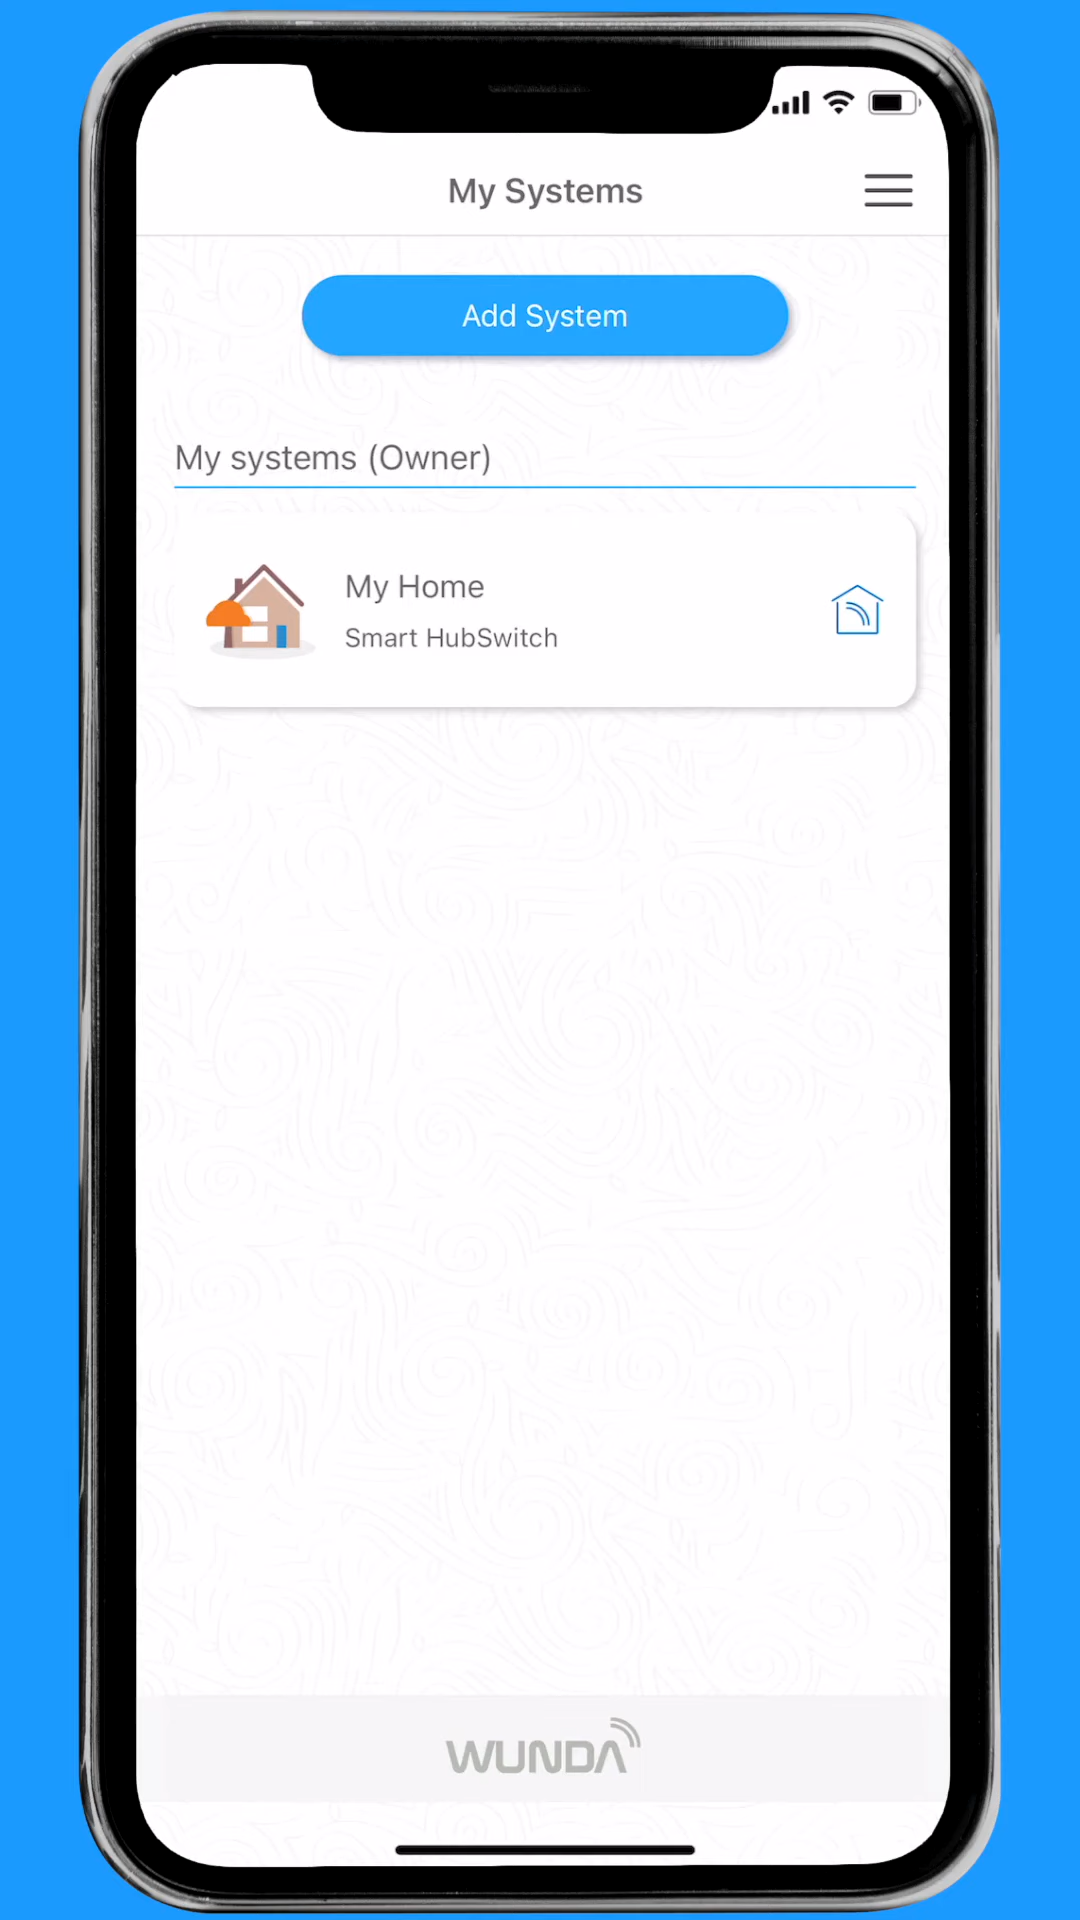 My Systems
Add System
My systems (Owner)
My Home
Smart HubSwitch
WUNDA